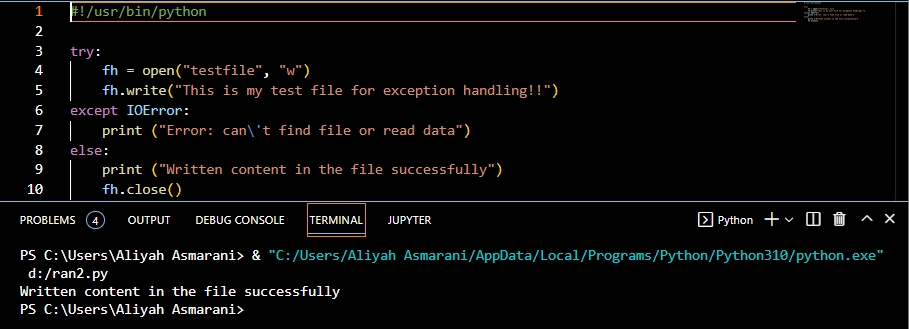 1 #!/usr/bin/python
2
3 try:
4 fh = open("testfile", "w")
5 fh.write("This is my test file for exception handling!!")
6 except IOError:
7 print ("Error: can\'t find file or read data")
8 else:
9 print ("Written content in the file successfully")
10 fh.close()
PROBLEMS 4 OUTPUT DEBUG CONSOLE TERMINAL JUPYTER Python
PS C:\Users\Aliyah Asmarani> & "C:/Users/Aliyah Asmarani/AppData/Local/Programs/Python/Python310/python.exe"
d:/ran2.py
Written content in the file successfully
PS C:\Users\Aliyah Asmarani>